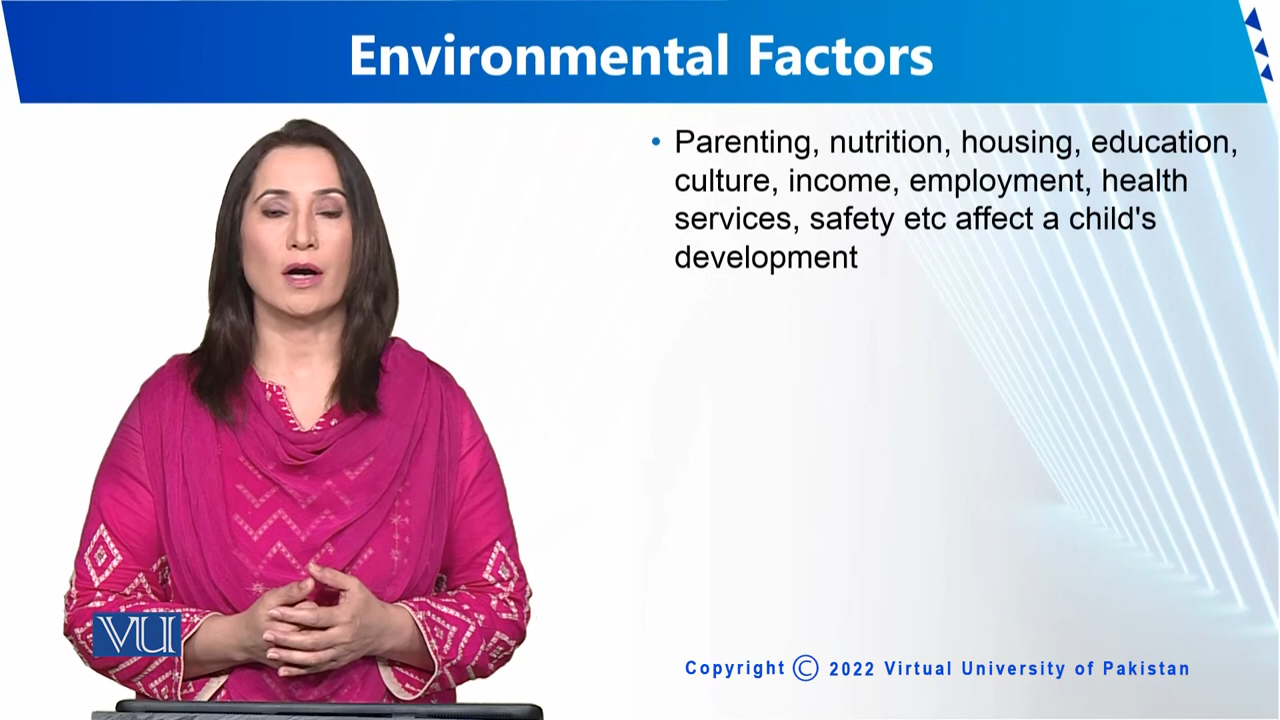 Environmental Factors
• Parenting, nutrition, housing, education,
culture, income, employment, health
services, safety etc affect a child's
development
VU
Copyright © 2022 Virtual University of Pakistan